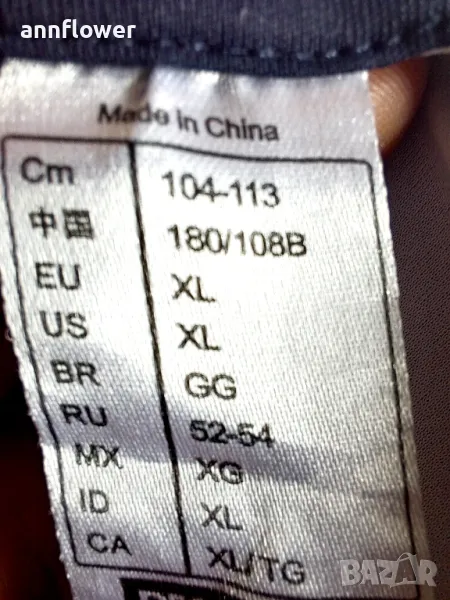 annflower
Made in China
Cm 104-113
中国 180/108B
EU XL
US XL
BR GG
RU 52-54
MX XG
ID XL
CA XL/TG
BAZAR